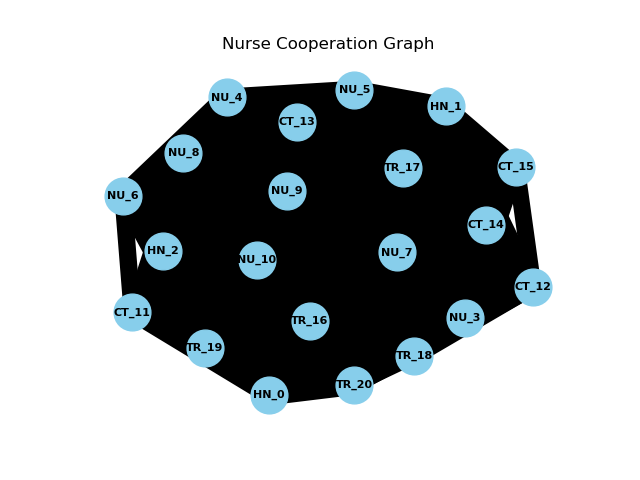 Nurse Cooperation Graph
NU_5
NU_4
HN_1
CT_13
NU_8
CT_15
TR_17
NU_9
NU_6
CT_14
HN_2
NU_7
NU_10
CT_12
CT_11
NU_3
TR_16
TR_19
TR_18
TR_20
HN_0